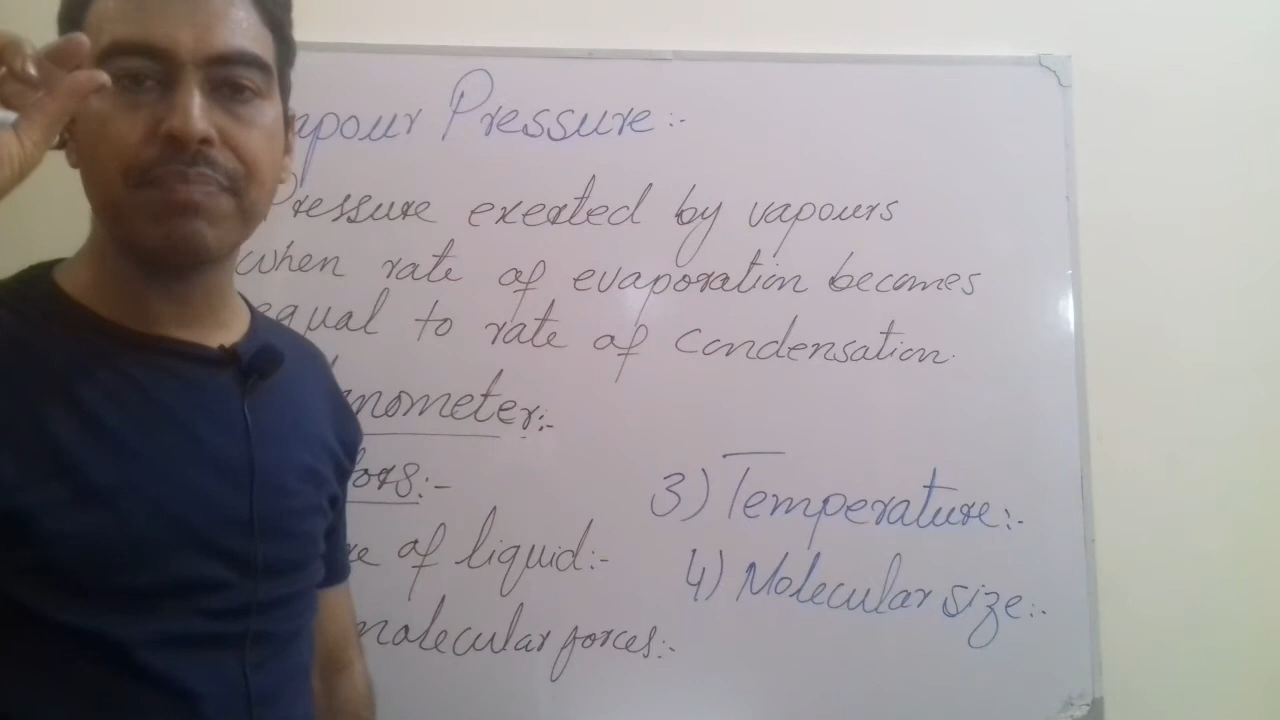 apour Pressure:-
Pressure exerted by vapours
when rate of evaporation becomes
equal to rate of condensation.
nometer:-
tors:-
re of liquid:-
molecular forces:-
3) Temperature:-
4) Molecular size:-